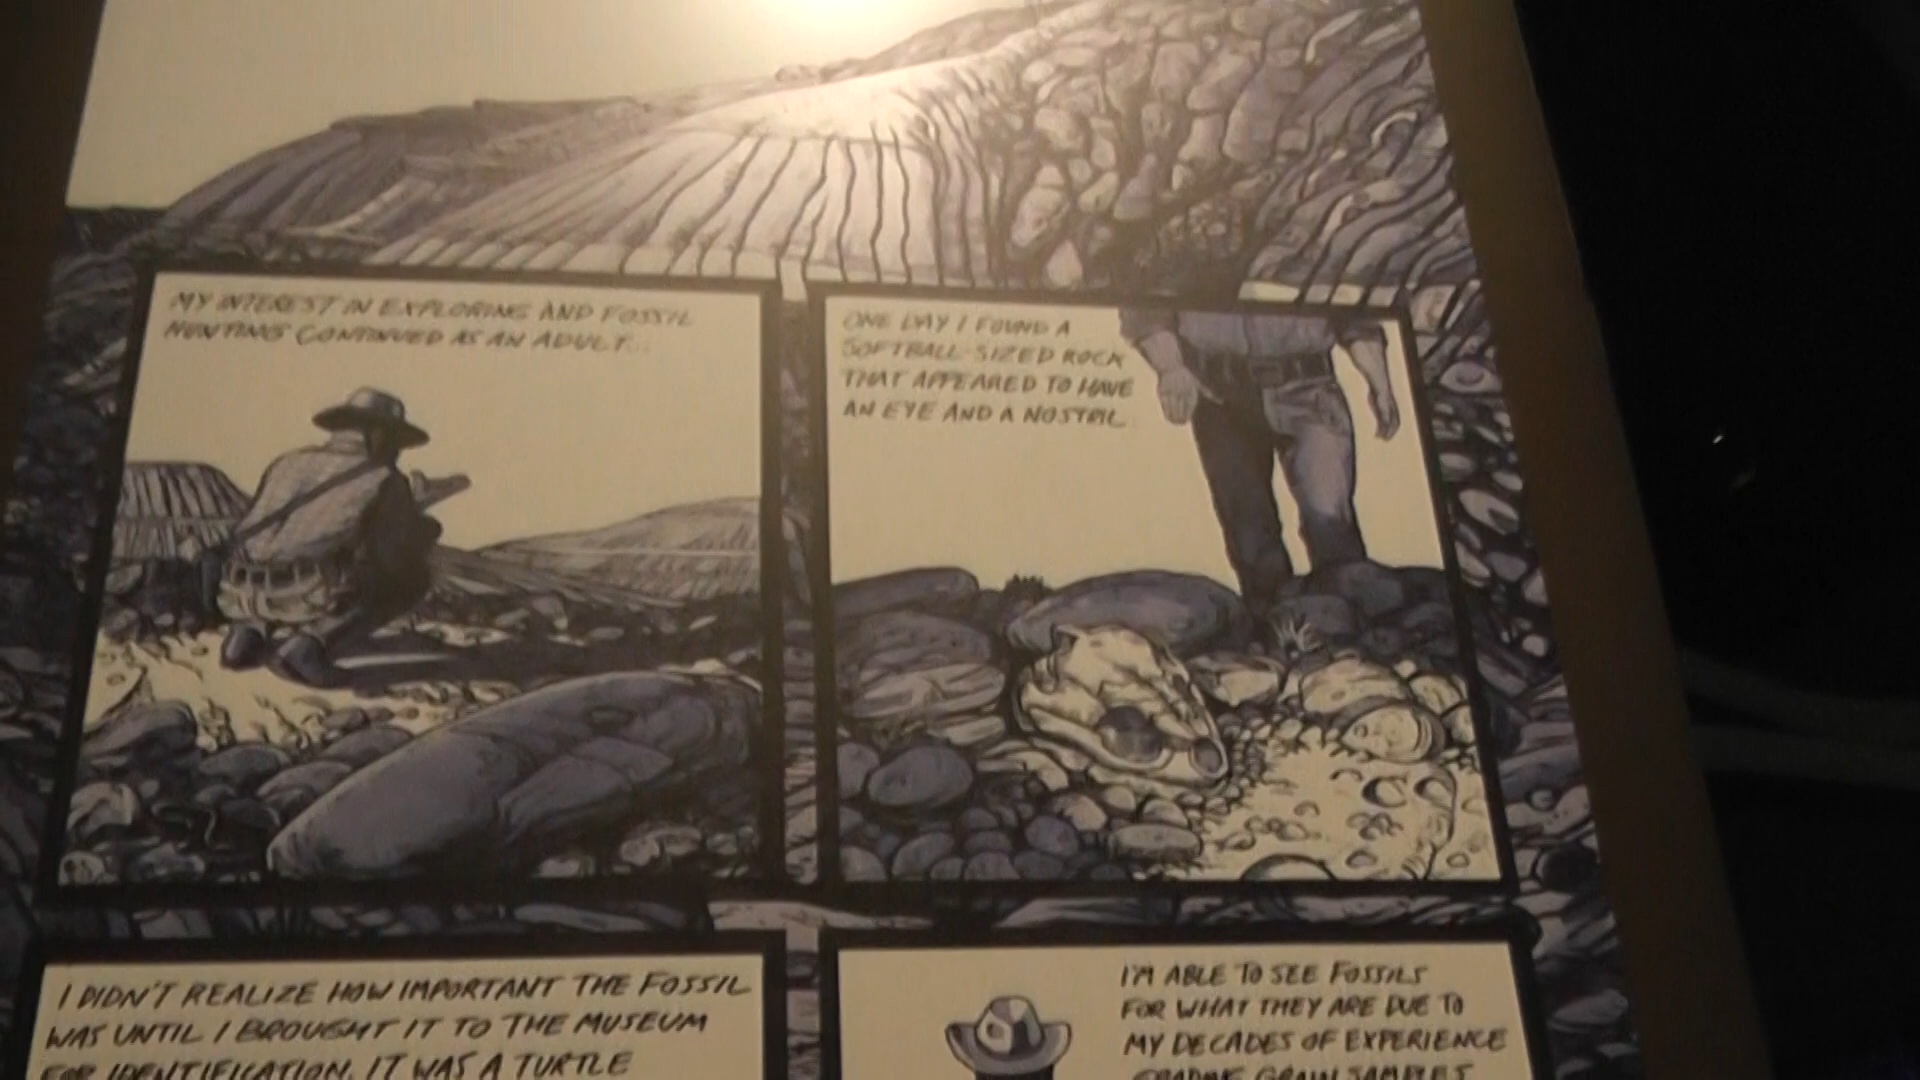 MY INTEREST IN EXPLORING AND FOSSIL
HUNTING CONTINUED AS AN ADULT...
ONE DAY I FOUND A
SOFTBALL-SIZED ROCK
THAT APPEARED TO HAVE
AN EYE AND A NOSTRIL.
I DIDN'T REALIZE HOW IMPORTANT THE FOSSIL
WAS UNTIL I BROUGHT IT TO THE MUSEUM
FOR IDENTIFICATION. IT WAS A TURTLE
I'M ABLE TO SEE FOSSILS
FOR WHAT THEY ARE DUE TO
MY DECADES OF EXPERIENCE
GRADING GRAIN SAMPLES